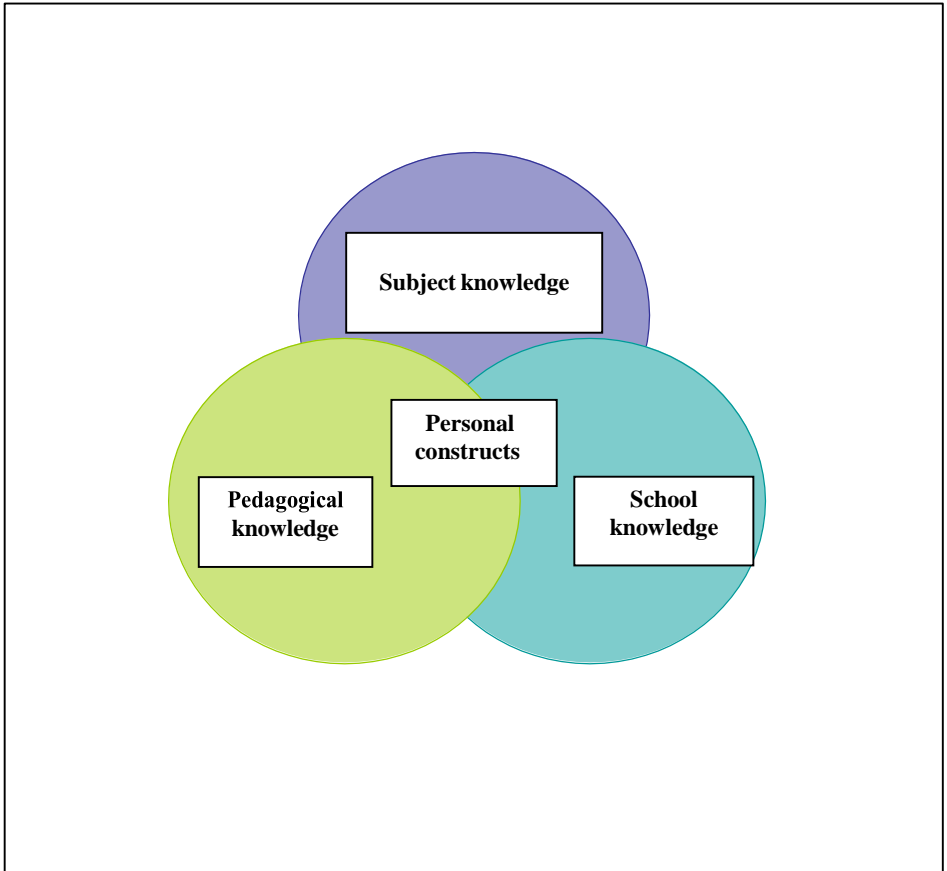 Subject knowledge
Personal
constructs
Pedagogical
knowledge
School
knowledge